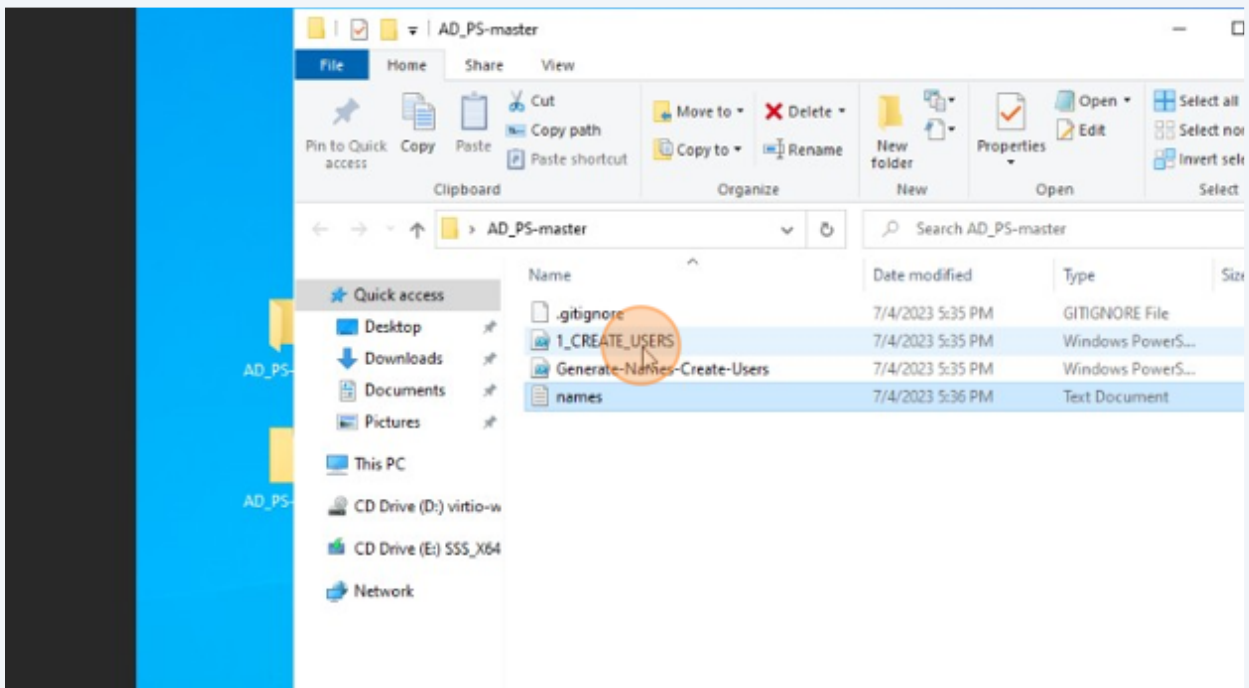 AD_PS-master
File Home Share View
Pin to Quick access
Copy
Paste
Cut
Copy path
Paste shortcut
Clipboard
Move to
Copy to
Delete
Rename
Organize
New folder
New
Properties
Open
Edit
Open
Select all
Select no
Invert sele
Select
AD_PS-master
Search AD_PS-master
Name Date modified Type Size
Quick access
Desktop
Downloads
Documents
Pictures
This PC
CD Drive (D:) virtio-w
CD Drive (E:) SSS_X64
Network
.gitignore 7/4/2023 5:35 PM GITIGNORE File
1_CREATE_USERS 7/4/2023 5:35 PM Windows PowerS...
Generate-Names-Create-Users 7/4/2023 5:35 PM Windows PowerS...
names 7/4/2023 5:36 PM Text Document
AD_PS-
AD_PS-